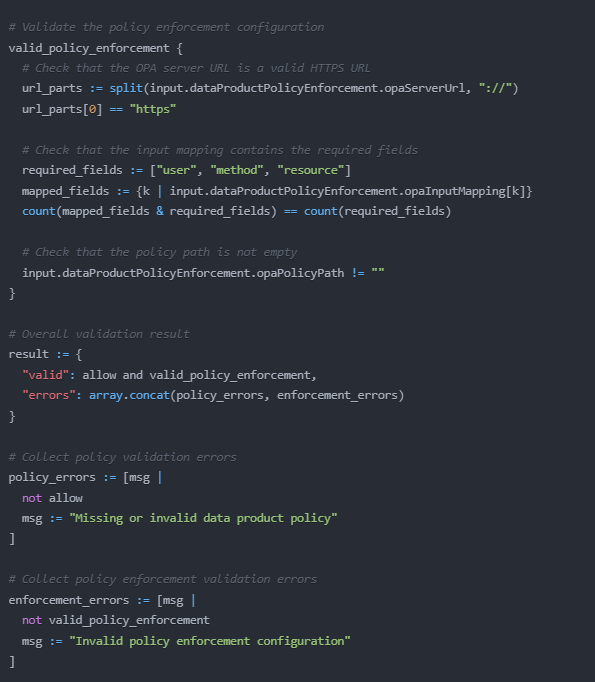 # Validate the policy enforcement configuration
valid_policy_enforcement {
  # Check that the OPA server URL is a valid HTTPS URL
  url_parts := split(input.dataProductPolicyEnforcement.opaServerUrl, "://")
  url_parts[0] == "https"

  # Check that the input mapping contains the required fields
  required_fields := ["user", "method", "resource"]
  mapped_fields := {k | input.dataProductPolicyEnforcement.opaInputMapping[k]}
  count(mapped_fields & required_fields) == count(required_fields)

  # Check that the policy path is not empty
  input.dataProductPolicyEnforcement.opaPolicyPath != ""
}

# Overall validation result
result := {
  "valid": allow and valid_policy_enforcement,
  "errors": array.concat(policy_errors, enforcement_errors)
}

# Collect policy validation errors
policy_errors := [msg |
  not allow
  msg := "Missing or invalid data product policy"
]

# Collect policy enforcement validation errors
enforcement_errors := [msg |
  not valid_policy_enforcement
  msg := "Invalid policy enforcement configuration"
]